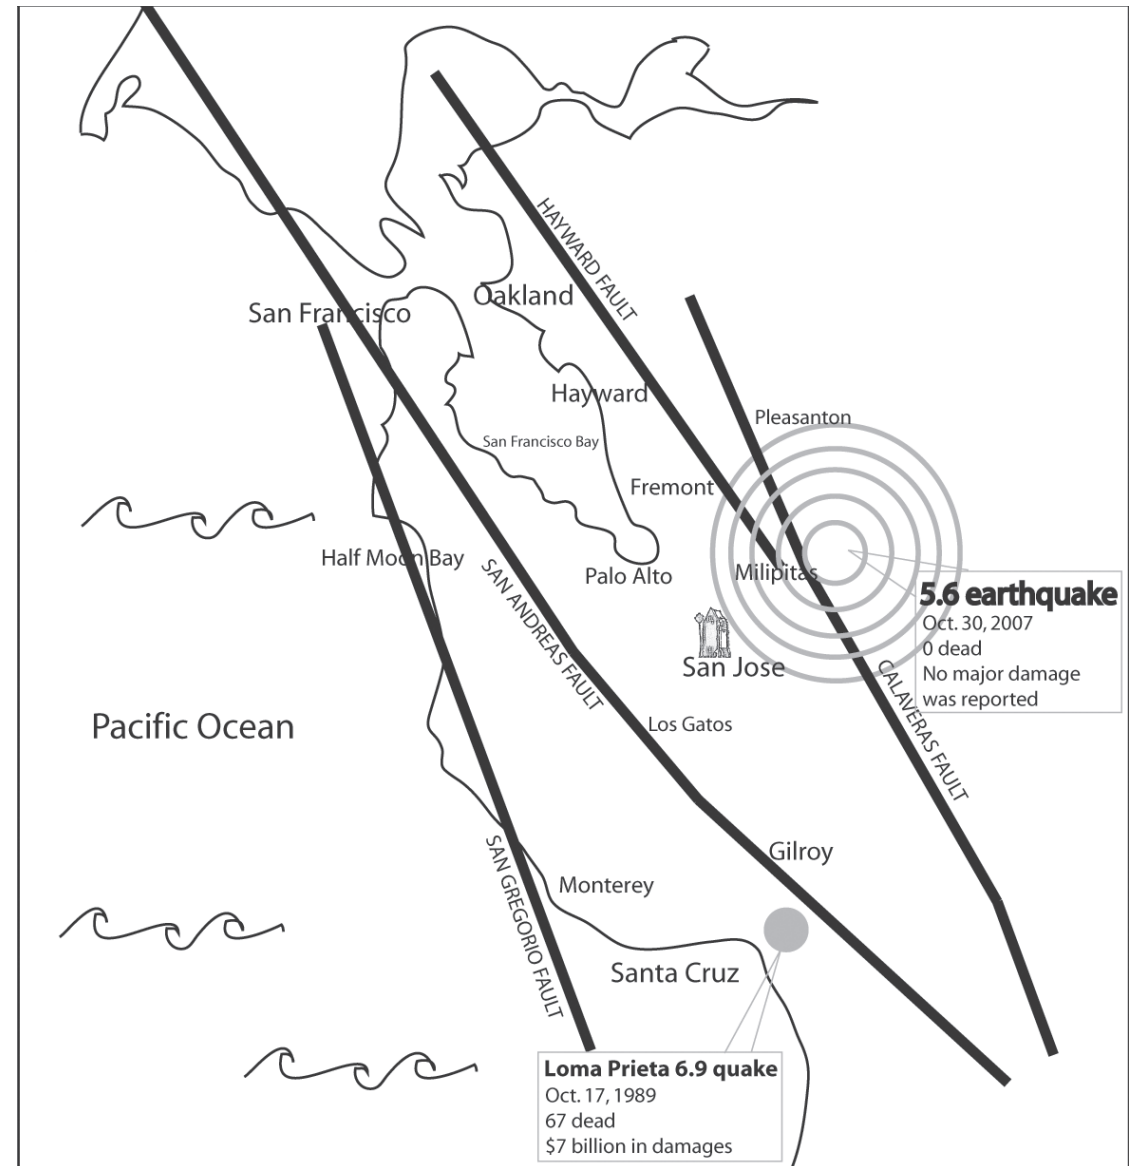 HAYWARD FAULT
Oakland
San Francisco
Hayward
Pleasanton
San Francisco Bay
Fremont
Half Moon Bay
Palo Alto
Milipitas
SAN ANDREAS FAULT
5.6 earthquake
Oct. 30, 2007
0 dead
No major damage
was reported
San Jose
CALAVERAS FAULT
Pacific Ocean
Los Gatos
Gilroy
SAN GREGORIO FAULT
Monterey
Santa Cruz
Loma Prieta 6.9 quake
Oct. 17, 1989
67 dead
$7 billion in damages